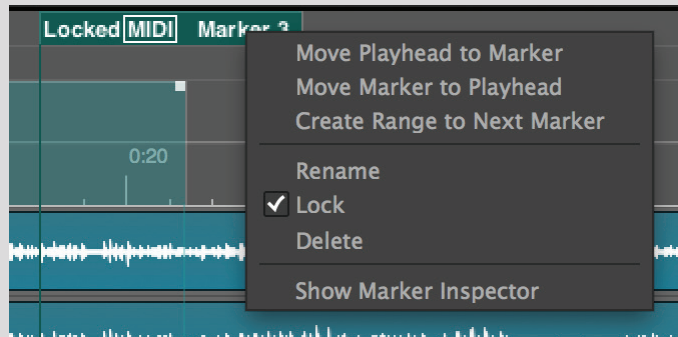 Locked MIDI Marker 3
Move Playhead to Marker
Move Marker to Playhead
Create Range to Next Marker
0:20
Rename
Lock
Delete
Show Marker Inspector